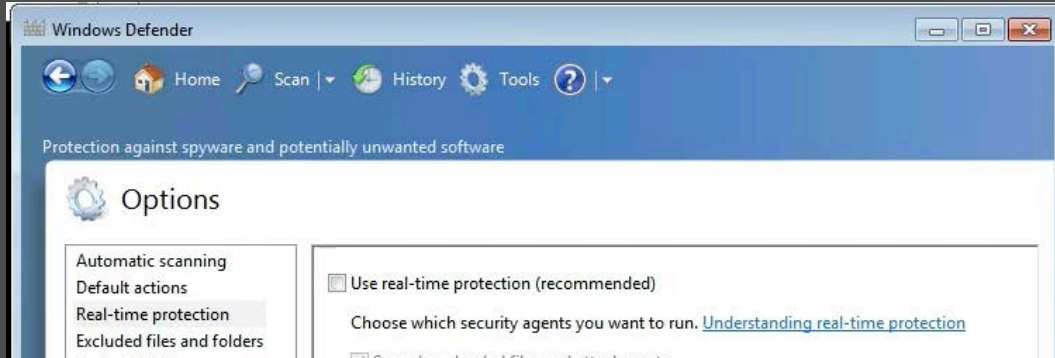 Windows Defender
Home Scan History Tools
Protection against spyware and potentially unwanted software
Options
Automatic scanning
Default actions
Real-time protection
Excluded files and folders
Use real-time protection (recommended)
Choose which security agents you want to run. Understanding real-time protection